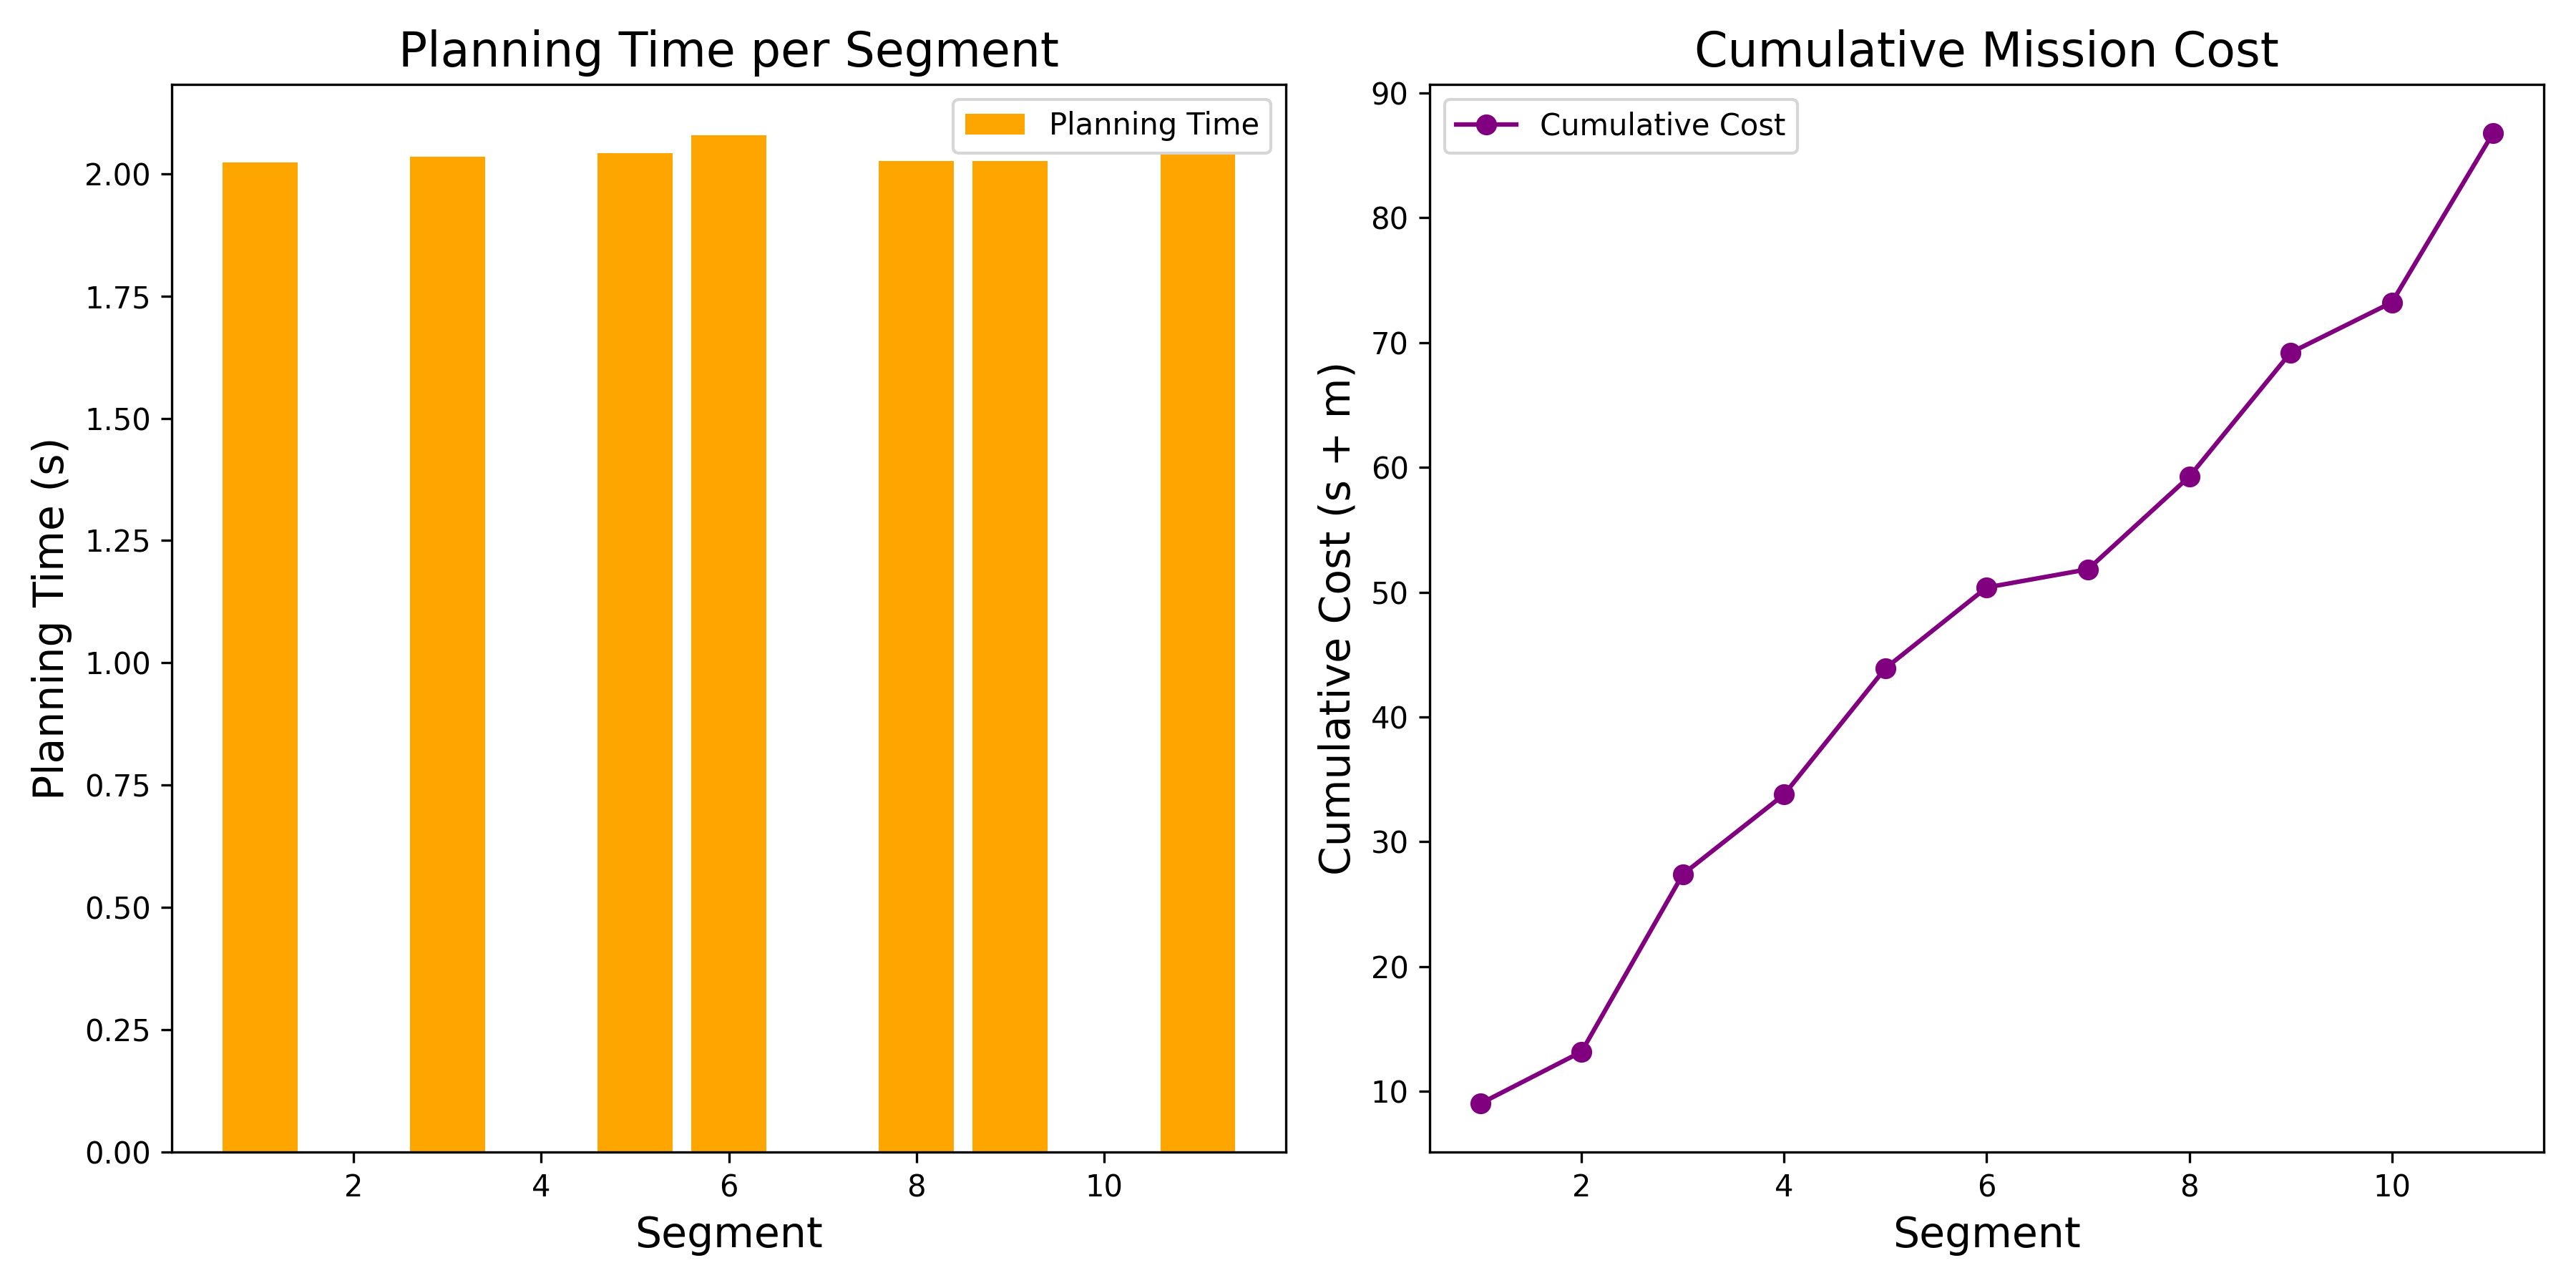 Planning Time per Segment
Planning Time
2.00
1.75
1.50
1.25
1.00
0.75
0.50
0.25
0.00
Planning Time (s)
2 4 6 8 10
Segment
Cumulative Mission Cost
Cumulative Cost
90
80
70
60
50
40
30
20
10
Cumulative Cost (s + m)
2 4 6 8 10
Segment